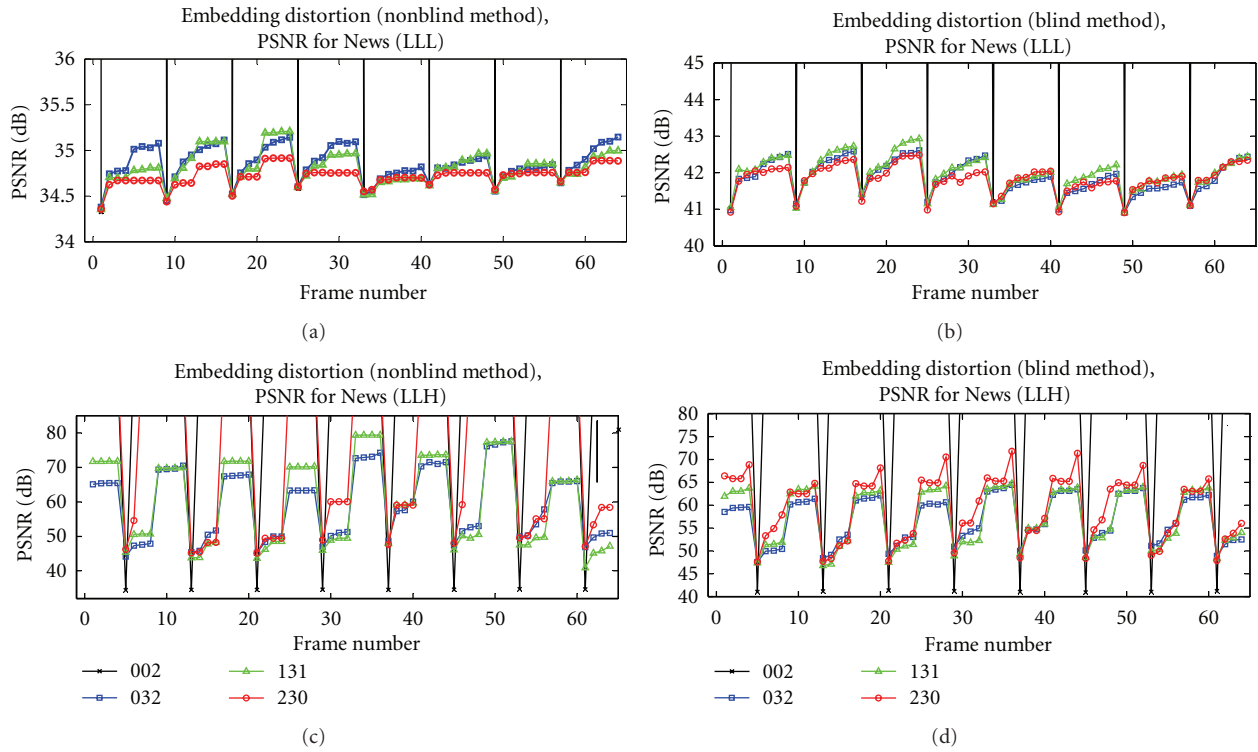 Embedding distortion (nonblind method),
PSNR for News (LLL)
36
35.5
35
34.5
34
PSNR (dB)
0 10 20 30 40 50 60
Frame number
(a)
Embedding distortion (blind method),
PSNR for News (LLL)
45
44
43
42
41
40
PSNR (dB)
0 10 20 30 40 50 60
Frame number
(b)
Embedding distortion (nonblind method),
PSNR for News (LLH)
80
70
60
50
40
PSNR (dB)
0 10 20 30 40 50 60
Frame number
002 131
032 230
(c)
Embedding distortion (blind method),
PSNR for News (LLH)
80
75
70
65
60
55
50
45
40
PSNR (dB)
0 10 20 30 40 50 60
Frame number
002 131
032 230
(d)